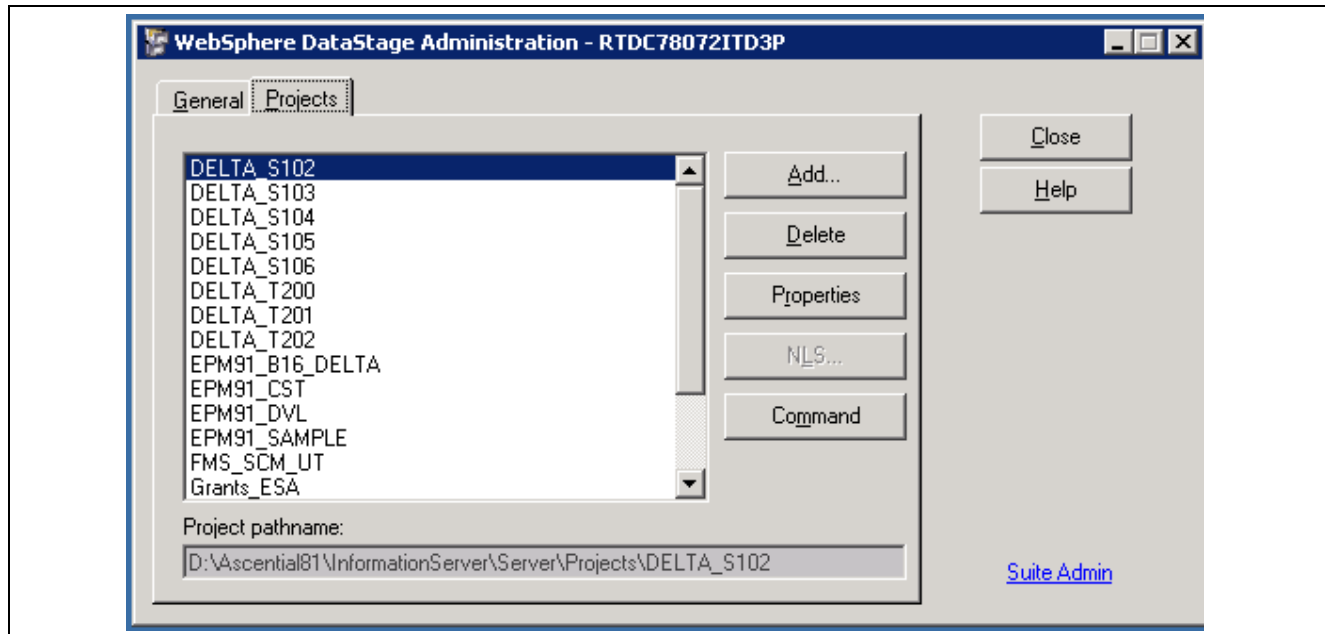 WebSphere DataStage Administration - RTDC78072ITD3P
General Projects
DELTA_S102
DELTA_S103
DELTA_S104
DELTA_S105
DELTA_S106
DELTA_T200
DELTA_T201
DELTA_T202
EPM91_B16_DELTA
EPM91_CST
EPM91_DVL
EPM91_SAMPLE
FMS_SCM_UT
Grants_ESA
Add...
Delete
Properties
NLS...
Command
Project pathname:
D:\Ascential81\InformationServer\Server\Projects\DELTA_S102
Close
Help
Suite Admin